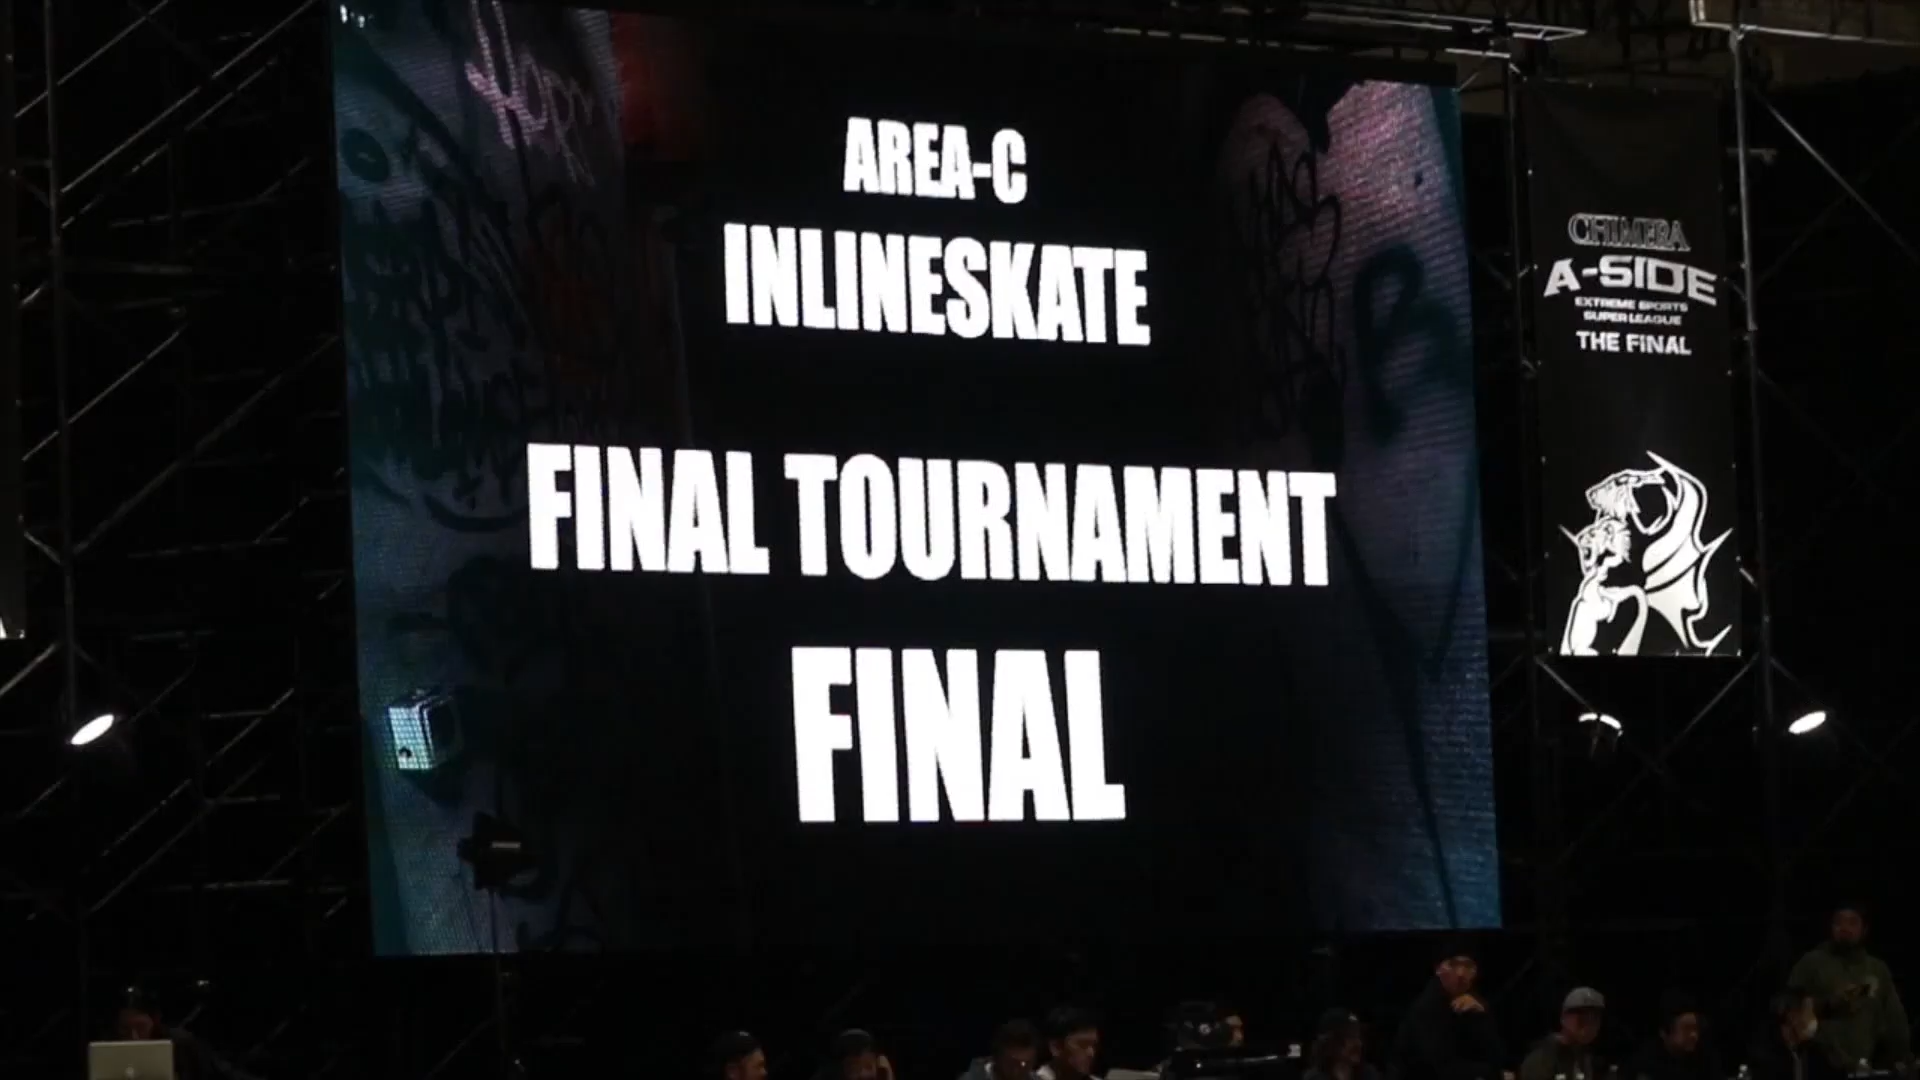 AREA-C
INLINESKATE
FINAL TOURNAMENT
FINAL
CHIMERA
A-SIDE
EXTREME SPORTS
SUPER LEAGUE
THE FINAL